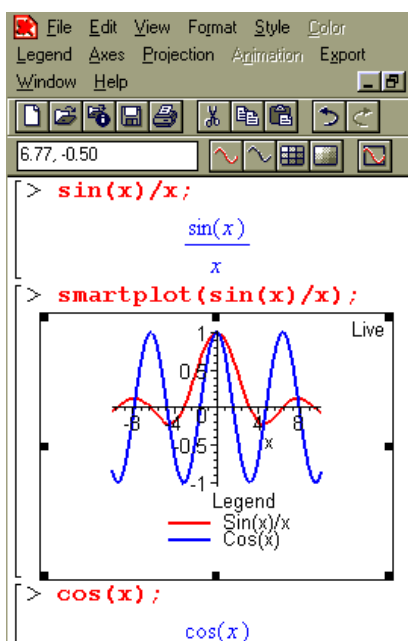 File Edit View Format Style Color
Legend Axes Projection Animation Export
Window Help
6.77, -0.50
[> sin(x)/x;
sin(x)
x
[> smartplot(sin(x)/x);
Live
1
0.5
-8 -4 0 4 8
x
-0.5
-1
Legend
Sin(x)/x
Cos(x)
[> cos(x);
cos(x)